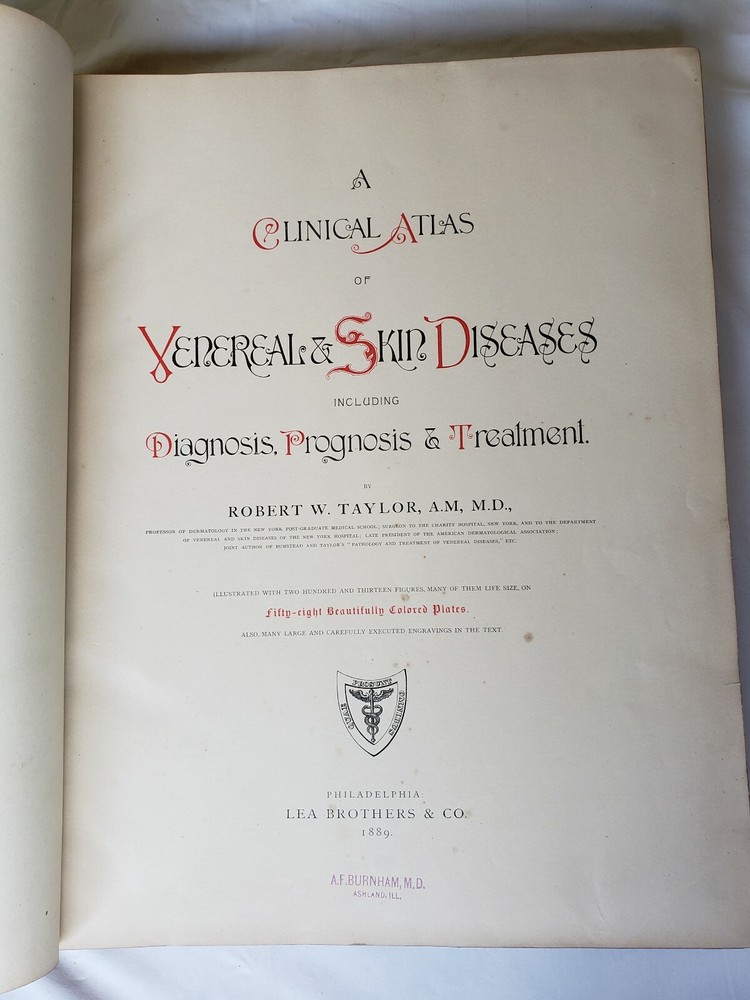 A
CLINICAL ATLAS
OF
VENEREAL & SKIN DISEASES
INCLUDING
Diagnosis, Prognosis & Treatment.
BY
ROBERT W. TAYLOR, A.M, M.D.,
PROFESSOR OF DERMATOLOGY IN THE NEW YORK POST-GRADUATE MEDICAL SCHOOL; SURGEON TO THE CHARITY HOSPITAL, NEW YORK, AND TO THE DEPARTMENT
OF VENEREAL AND SKIN DISEASES OF THE NEW YORK HOSPITAL; LATE PRESIDENT OF THE AMERICAN DERMATOLOGICAL ASSOCIATION;
JOINT AUTHOR OF BUMSTEAD AND TAYLOR'S "PATHOLOGY AND TREATMENT OF VENEREAL DISEASES," ETC.
ILLUSTRATED WITH TWO HUNDRED AND THIRTEEN FIGURES, MANY OF THEM LIFE SIZE, ON
Fifty-eight Beautifully Colored Plates.
ALSO, MANY LARGE AND CAREFULLY EXECUTED ENGRAVINGS IN THE TEXT.
PROSUNT
OMNIBUS
PHILADELPHIA:
LEA BROTHERS & CO.
1889.
A.F. BURNHAM, M.D.
ASHLAND, ILL.